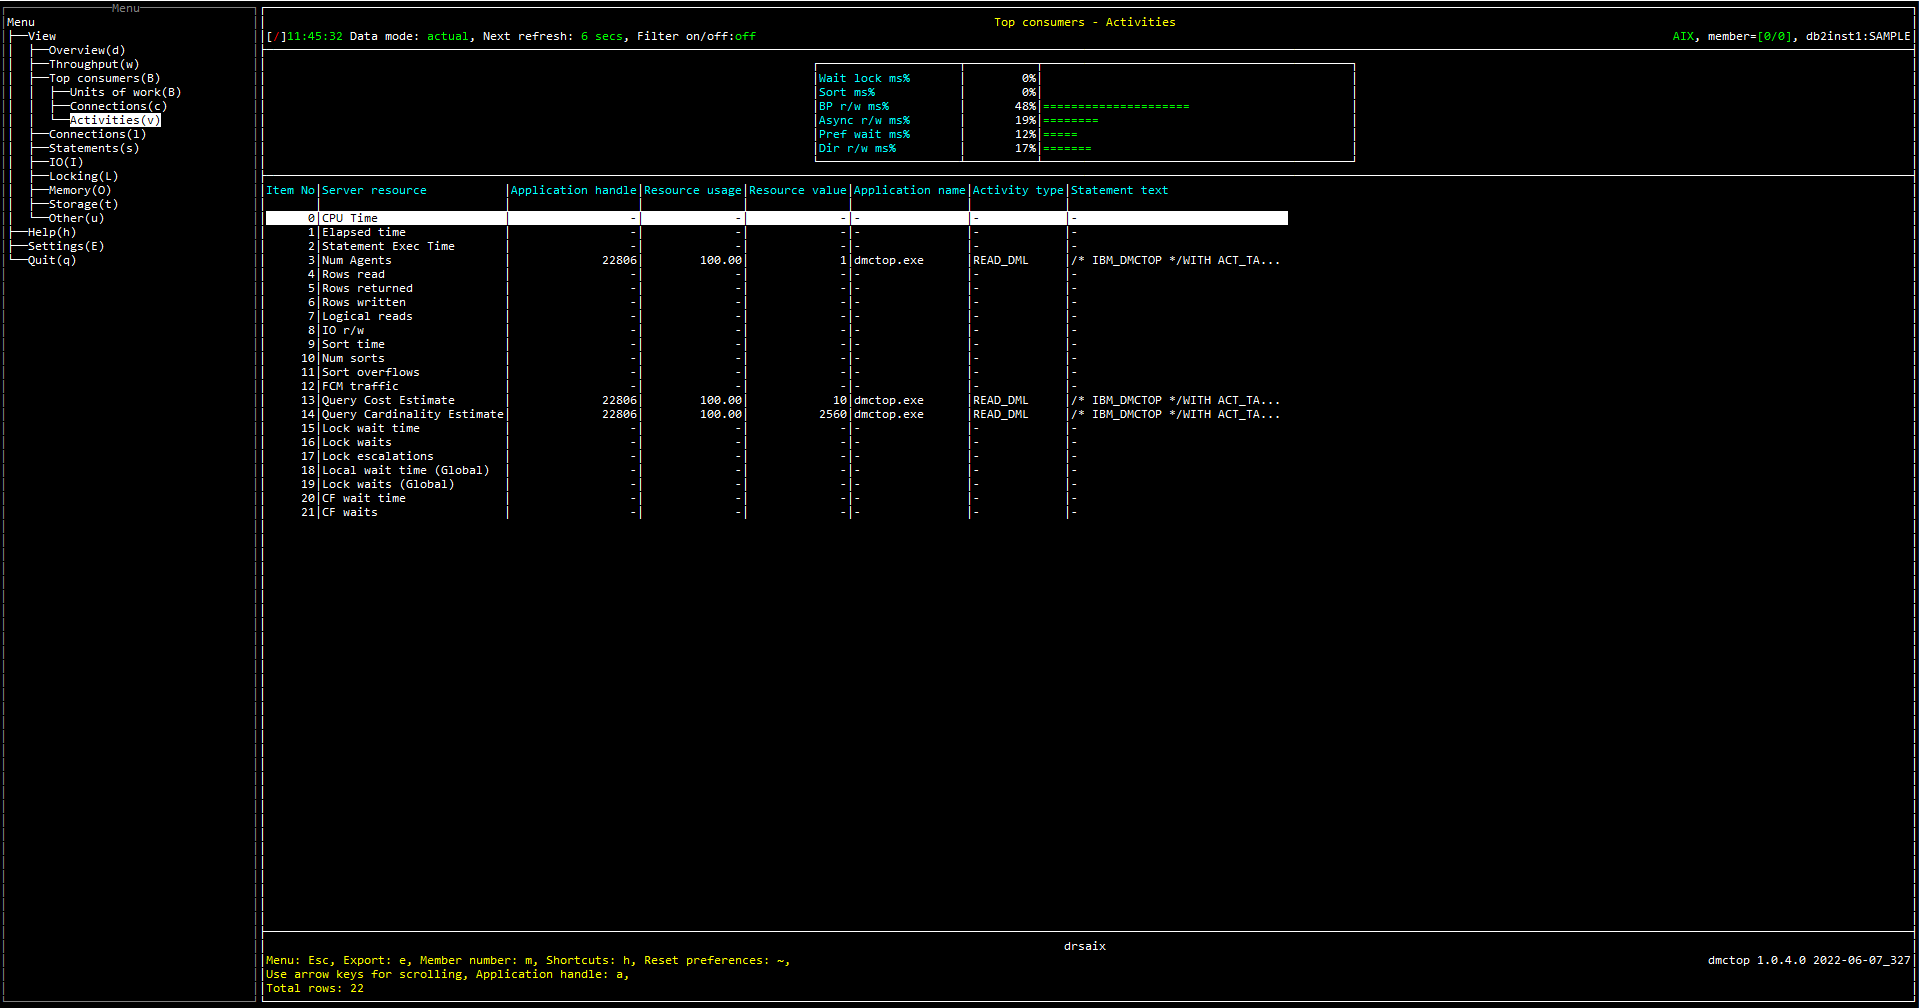 Menu
Menu
View
Overview(d)
Throughput(w)
Top consumers(B)
Units of work(B)
Connections(c)
Activities(v)
Connections(l)
Statements(s)
IO(I)
Locking(L)
Memory(O)
Storage(t)
Other(u)
Help(h)
Settings(E)
Quit(q)
Top consumers - Activities
[/]11:45:32 Data mode: actual, Next refresh: 6 secs, Filter on/off:off AIX, member=[0/0], db2inst1:SAMPLE
Wait lock ms% 0%
Sort ms% 0%
BP r/w ms% 48% =====================
Async r/w ms% 19% ========
Pref wait ms% 12% =====
Dir r/w ms% 17% =======
Item No Server resource Application handle Resource usage Resource value Application name Activity type Statement text
0 CPU Time - - - - - -
1 Elapsed time - - - - - -
2 Statement Exec Time - - - - - -
3 Num Agents 22806 100.00 1 dmctop.exe READ_DML /* IBM_DMCTOP */WITH ACT_TA...
4 Rows read - - - - - -
5 Rows returned - - - - - -
6 Rows written - - - - - -
7 Logical reads - - - - - -
8 IO r/w - - - - - -
9 Sort time - - - - - -
10 Num sorts - - - - - -
11 Sort overflows - - - - - -
12 FCM traffic - - - - - -
13 Query Cost Estimate 22806 100.00 10 dmctop.exe READ_DML /* IBM_DMCTOP */WITH ACT_TA...
14 Query Cardinality Estimate 22806 100.00 2560 dmctop.exe READ_DML /* IBM_DMCTOP */WITH ACT_TA...
15 Lock wait time - - - - - -
16 Lock waits - - - - - -
17 Lock escalations - - - - - -
18 Local wait time (Global) - - - - - -
19 Lock waits (Global) - - - - - -
20 CF wait time - - - - - -
21 CF waits - - - - - -
drsaix
Menu: Esc, Export: e, Member number: m, Shortcuts: h, Reset preferences: ~, dmctop 1.0.4.0 2022-06-07_327
Use arrow keys for scrolling, Application handle: a,
Total rows: 22